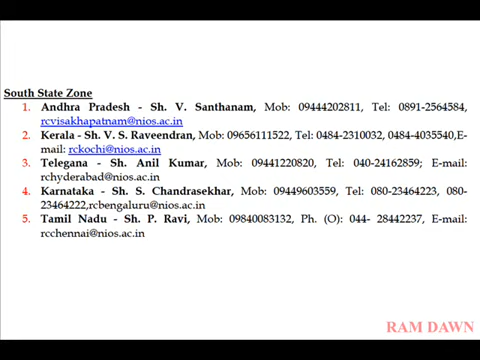 South State Zone
1. Andhra Pradesh - Sh. V. Santhanam, Mob: 09444202811, Tel: 0891-2564584,
rcvisakhapatnam@nios.ac.in
2. Kerala - Sh. V. S. Raveendran, Mob: 09656111522, Tel: 0484-2310032, 0484-4035540,E-
mail: rckochi@nios.ac.in
3. Telegana - Sh. Anil Kumar, Mob: 09441220820, Tel: 040-24162859; E-mail:
rchyderabad@nios.ac.in
4. Karnataka - Sh. S. Chandrasekhar, Mob: 09449603559, Tel: 080-23464223, 080-
23464222,rcbengaluru@nios.ac.in
5. Tamil Nadu - Sh. P. Ravi, Mob: 09840083132, Ph. (O): 044- 28442237, E-mail:
rcchennai@nios.ac.in
RAM DAWN